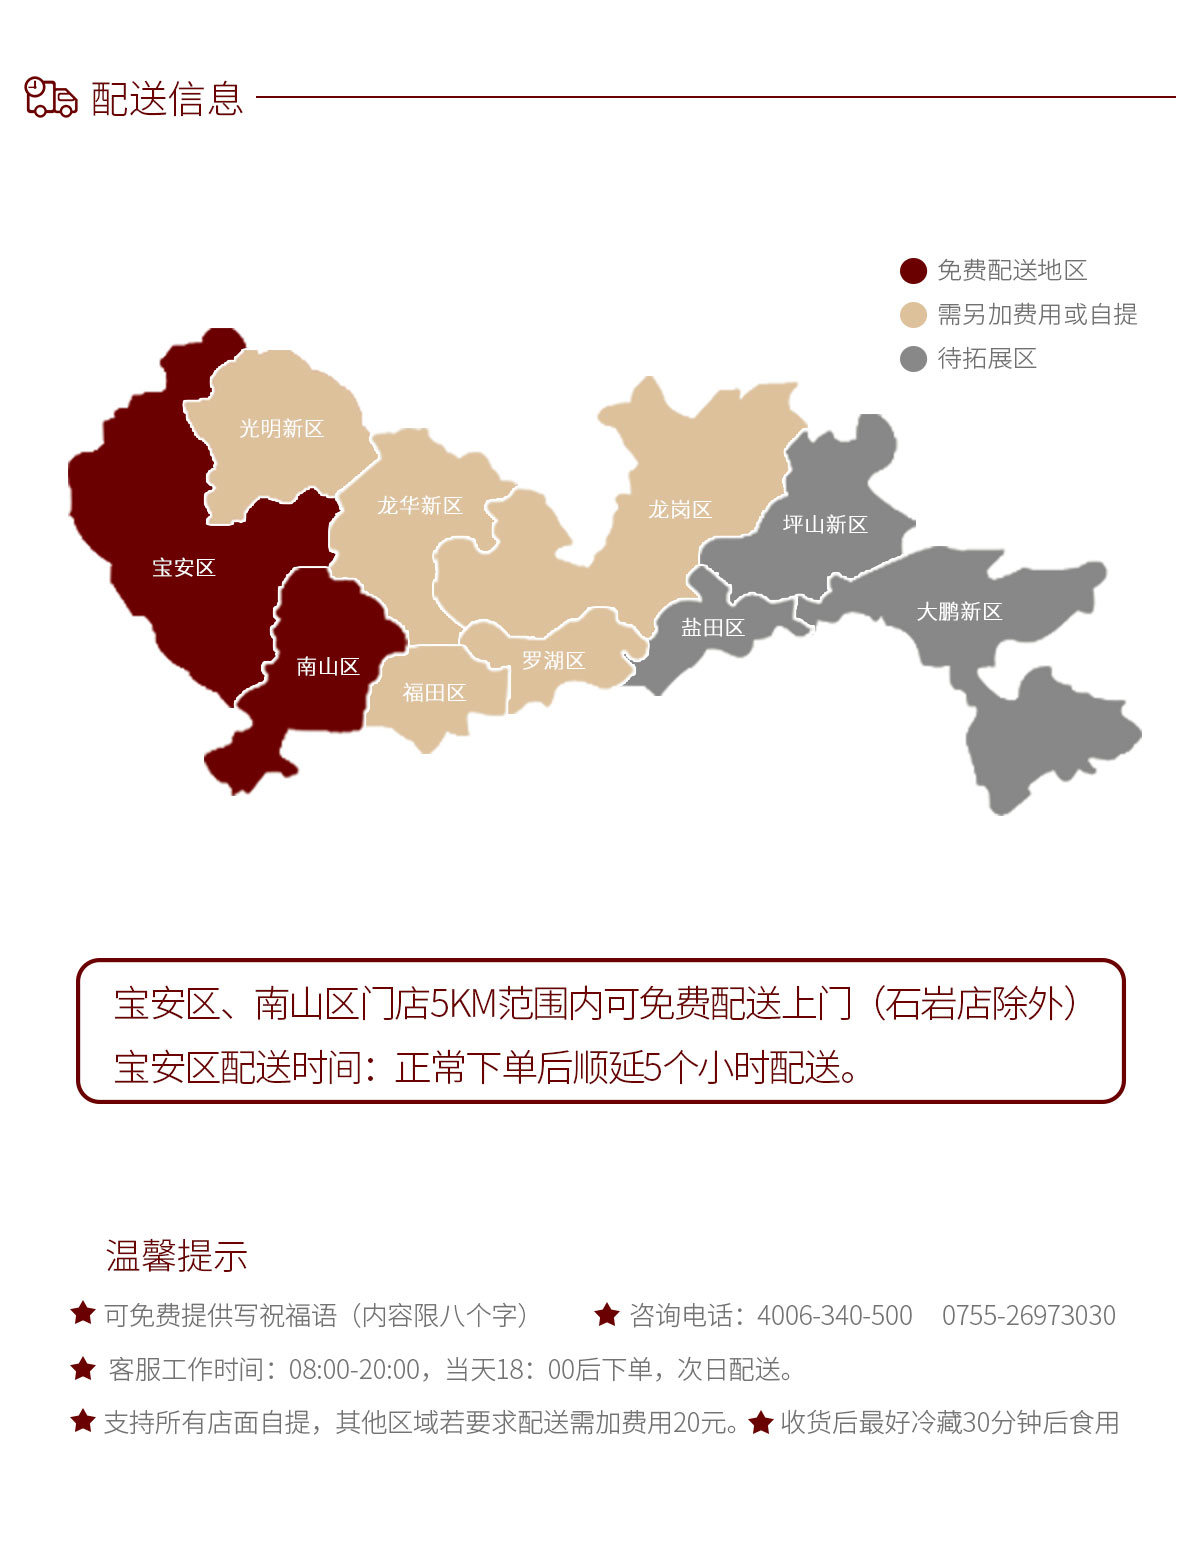 配送信息
免费配送地区
需另加费用或自提
待拓展区
光明新区
龙华新区
龙岗区
坪山新区
宝安区
大鹏新区
盐田区
南山区
罗湖区
福田区
宝安区、南山区门店5KM范围内可免费配送上门（石岩店除外）
宝安区配送时间：正常下单后顺延5个小时配送。
温馨提示
可免费提供写祝福语（内容限八个字）
咨询电话：4006-340-500 0755-26973030
客服工作时间：08:00-20:00，当天18：00后下单，次日配送。
支持所有店面自提，其他区域若要求配送需加费用20元。
收货后最好冷藏30分钟后食用